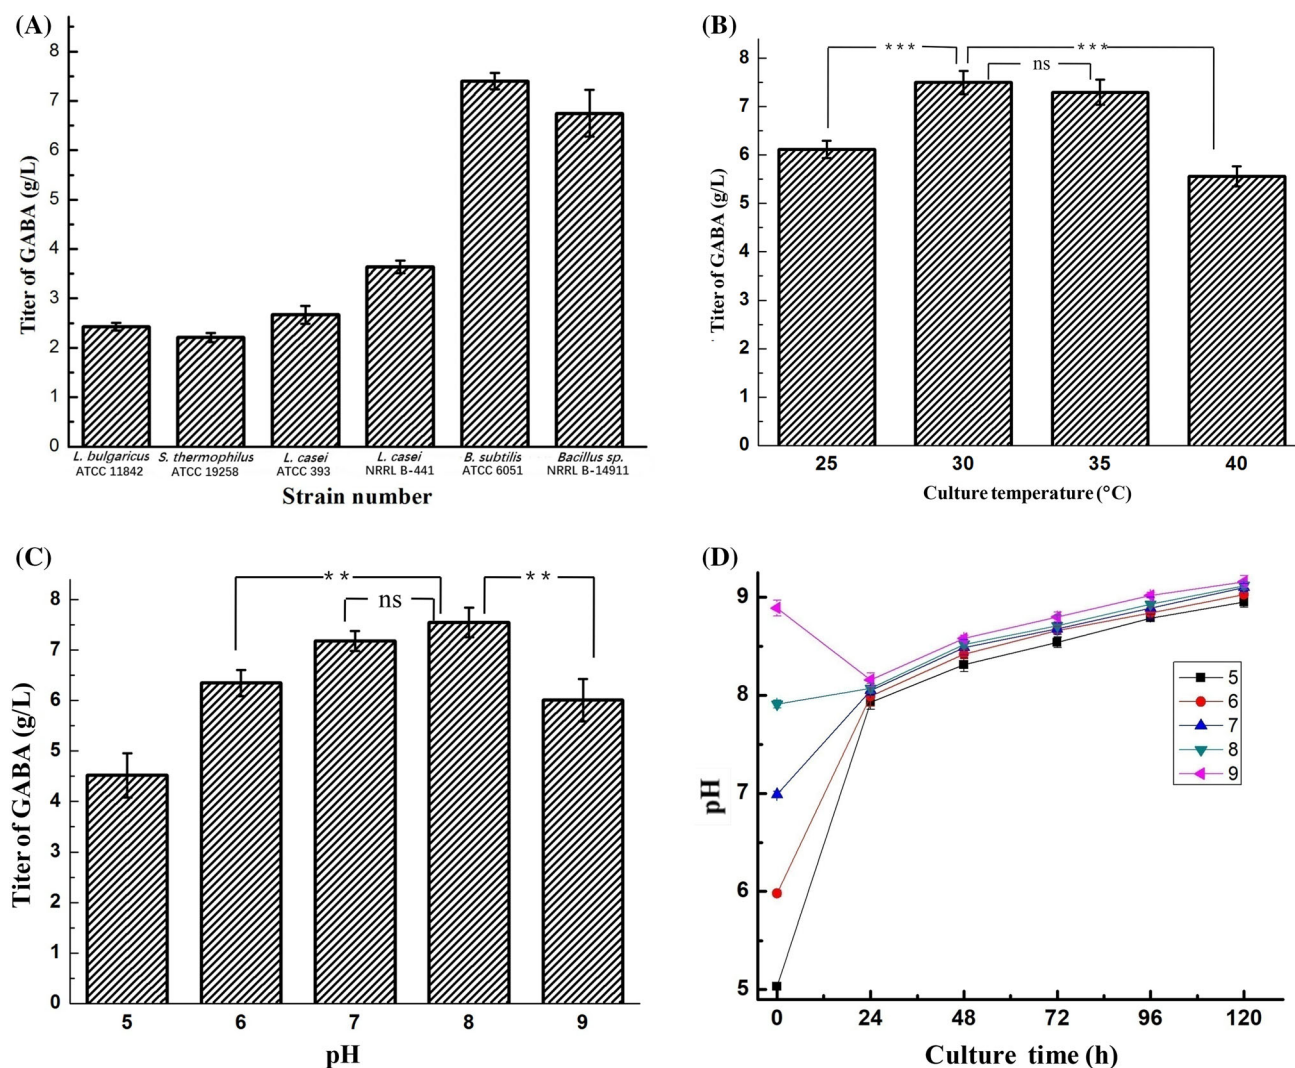 (A)
8
7
6
5
4
3
2
1
0
Titer of GABA (g/L)
L. bulgaricus
ATCC 11842
S. thermophilus
ATCC 19258
L. casei
ATCC 393
L. casei
NRRL B-441
B. subtilis
ATCC 6051
Bacillus sp.
NRRL B-14911
Strain number
(B)
*** ***
ns
8
7
6
5
4
3
2
1
0
Titer of GABA (g/L)
25 30 35 40
Culture temperature (°C)
(C)
** **
ns
8
7
6
5
4
3
2
1
0
Titer of GABA (g/L)
5 6 7 8 9
pH
(D)
9
8
7
6
5
pH
5
6
7
8
9
0 24 48 72 96 120
Culture time (h)